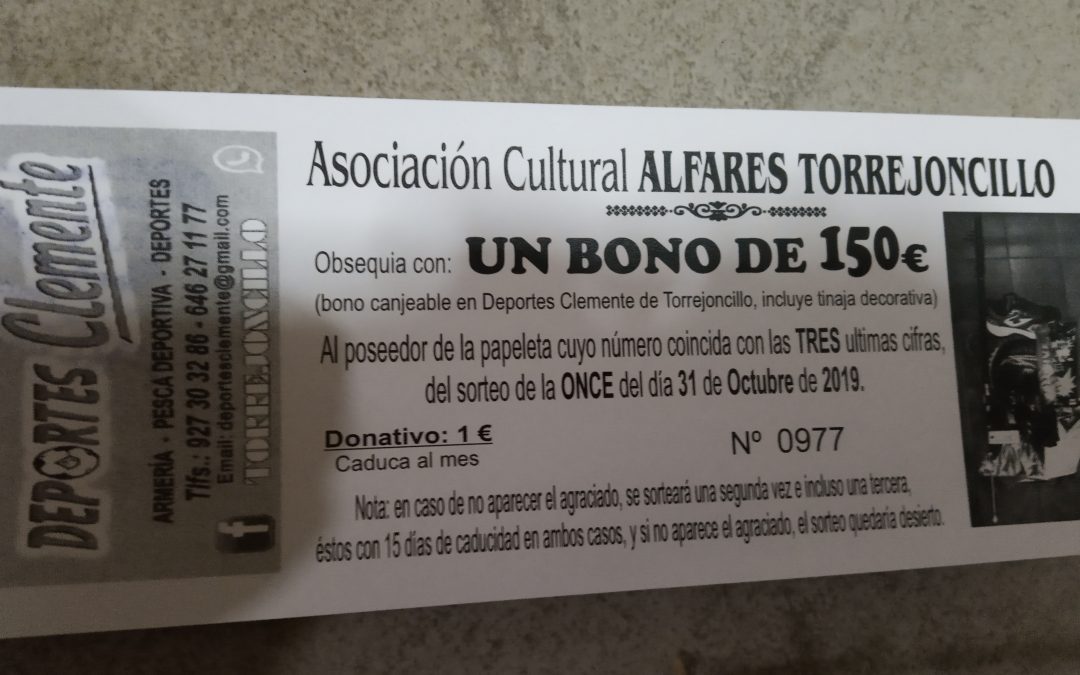 DEPORTES Clemente
ARMERÍA - PESCA DEPORTIVA - DEPORTES
Tlfs.: 927 30 32 86 - 646 27 11 77
Email: deportesclemente@gmail.com
TORREJONCILLO
f
Asociación Cultural ALFARES TORREJONCILLO
Obsequia con: UN BONO DE 150€
(bono canjeable en Deportes Clemente de Torrejoncillo, incluye tinaja decorativa)
Al poseedor de la papeleta cuyo número coincida con las TRES ultimas cifras,
del sorteo de la ONCE del día 31 de Octubre de 2019.
Donativo: 1 €
Caduca al mes
Nº 0977
Nota: en caso de no aparecer el agraciado, se sorteará una segunda vez e incluso una tercera,
éstos con 15 días de caducidad en ambos casos, y si no aparece el agraciado, el sorteo quedaría desierto.